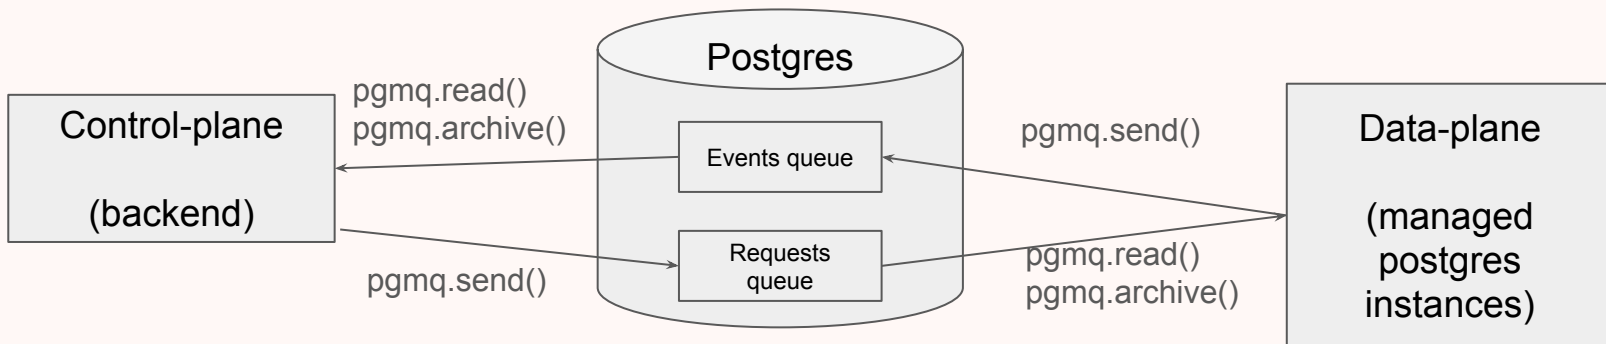 Control-plane
(backend)
pgmq.read()
pgmq.archive()
pgmq.send()
Postgres
Events queue
Requests
queue
pgmq.send()
pgmq.read()
pgmq.archive()
Data-plane
(managed
postgres
instances)